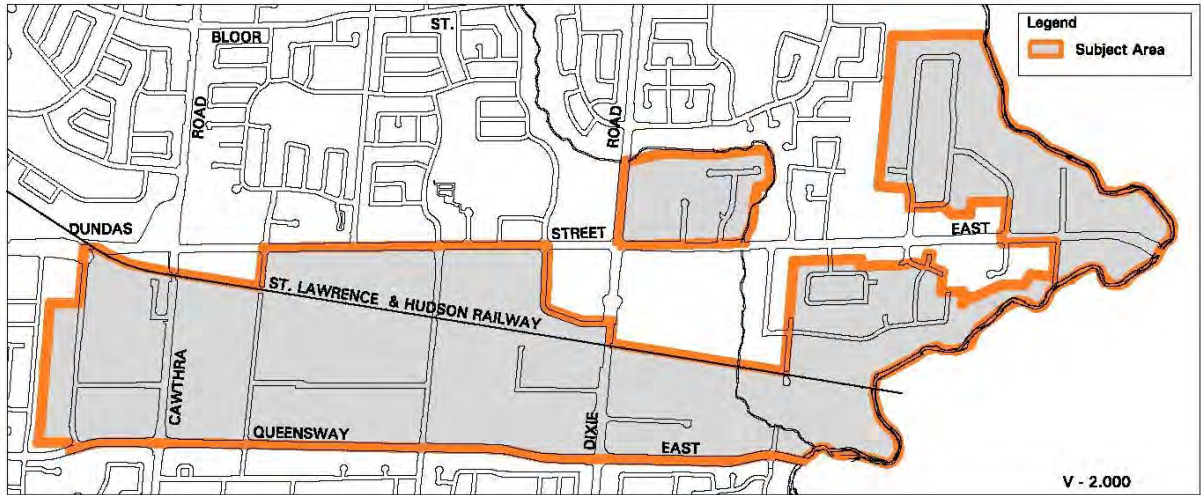 BLOOR
ST.
Legend
Subject Area
ROAD
ROAD
DUNDAS
STREET
EAST
ST. LAWRENCE & HUDSON RAILWAY
CAWTHRA
QUEENSWAY
DIXIE
EAST
V - 2.000